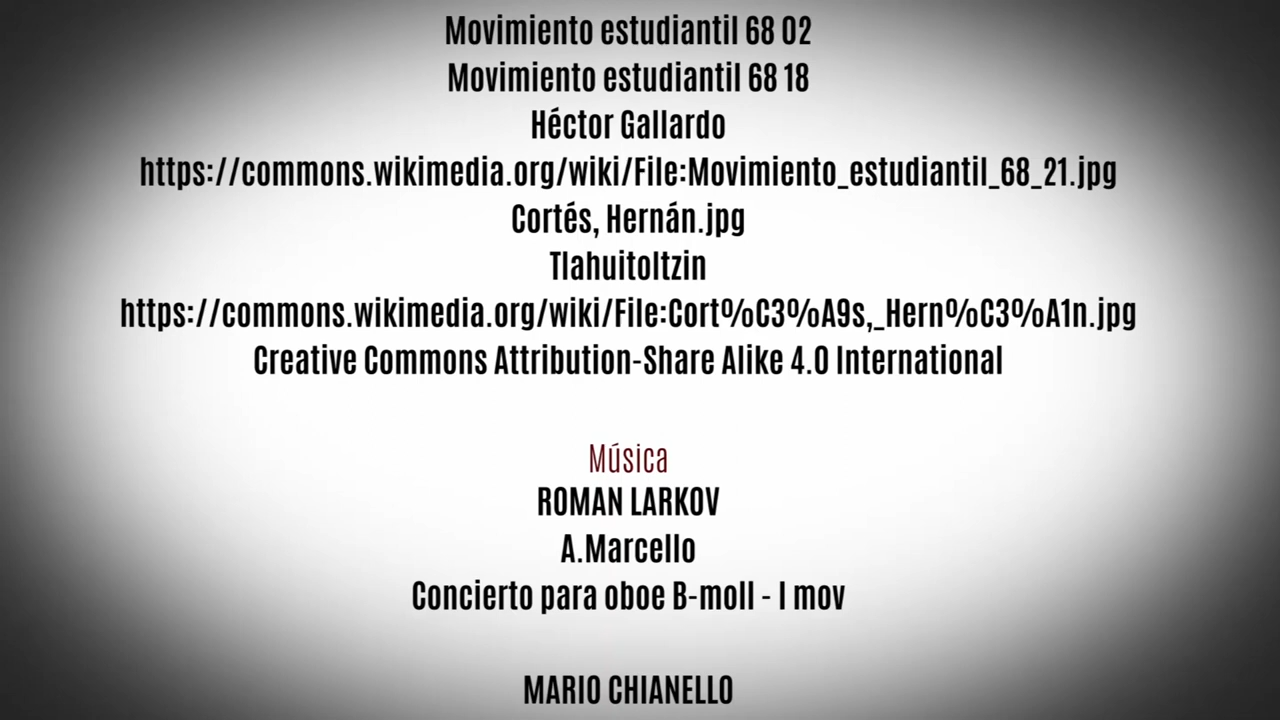 Movimiento estudiantil 68 02
Movimiento estudiantil 68 18
Héctor Gallardo
https://commons.wikimedia.org/wiki/File:Movimiento_estudiantil_68_21.jpg
Cortés, Hernán.jpg
Tlahuitoltzin
https://commons.wikimedia.org/wiki/File:Cort%C3%A9s,_Hern%C3%A1n.jpg
Creative Commons Attribution-Share Alike 4.0 International
Música
ROMAN LARKOV
A.Marcello
Concierto para oboe B-moll - I mov
MARIO CHIANELLO